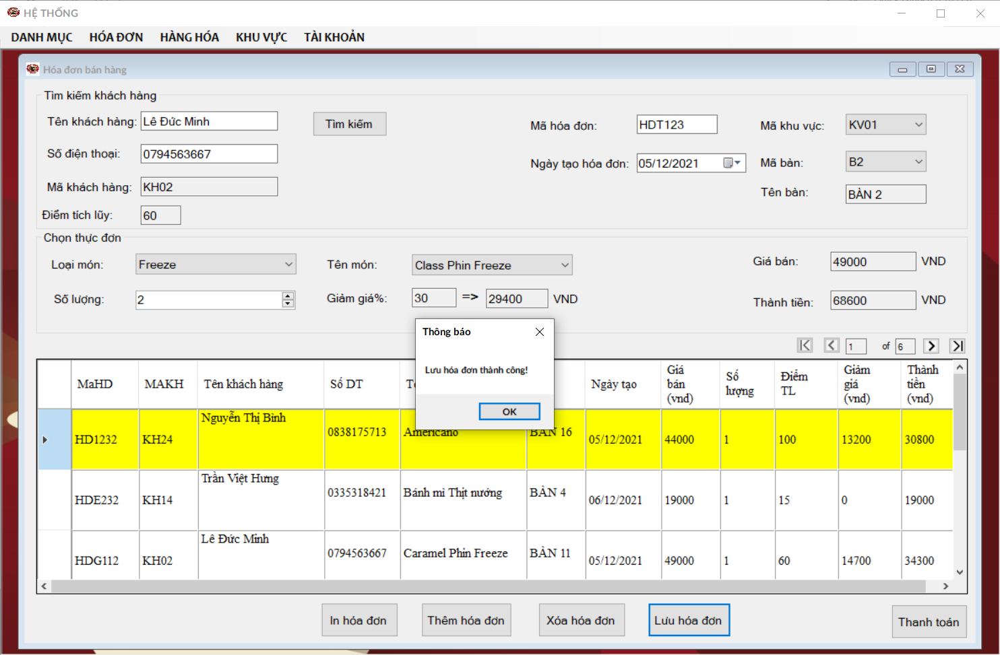 HỆ THỐNG
DANH MỤC HÓA ĐƠN HÀNG HÓA KHU VỰC TÀI KHOẢN
Hóa đơn bán hàng
Tìm kiếm khách hàng
Tên khách hàng: Lê Đức Minh Tìm kiếm Mã hóa đơn: HDT123 Mã khu vực: KV01
Số điện thoại: 0794563667 Ngày tạo hóa đơn: 05/12/2021 Mã bàn: B2
Mã khách hàng: KH02 Tên bàn: BÀN 2
Điểm tích lũy: 60
Chọn thực đơn
Loại món: Freeze Tên món: Class Phin Freeze Giá bán: 49000 VND
Số lượng: 2 Giảm giá%: 30 => 29400 VND Thành tiền: 68600 VND
Thông báo
Lưu hóa đơn thành công!
OK
1 of 6
MaHD MAKH Tên khách hàng Số DT Ngày tạo Giá bán (vnd) Số lượng Điểm TL Giảm giá (vnd) Thành tiền (vnd)
HD1232 KH24 Nguyễn Thị Bình 0838175713 Americano BÀN 16 05/12/2021 44000 1 100 13200 30800
HDE232 KH14 Trần Việt Hưng 0335318421 Bánh mì Thịt nướng BÀN 4 06/12/2021 19000 1 15 0 19000
HDG112 KH02 Lê Đức Minh 0794563667 Caramel Phin Freeze BÀN 11 05/12/2021 49000 1 60 14700 34300
In hóa đơn Thêm hóa đơn Xóa hóa đơn Lưu hóa đơn Thanh toán